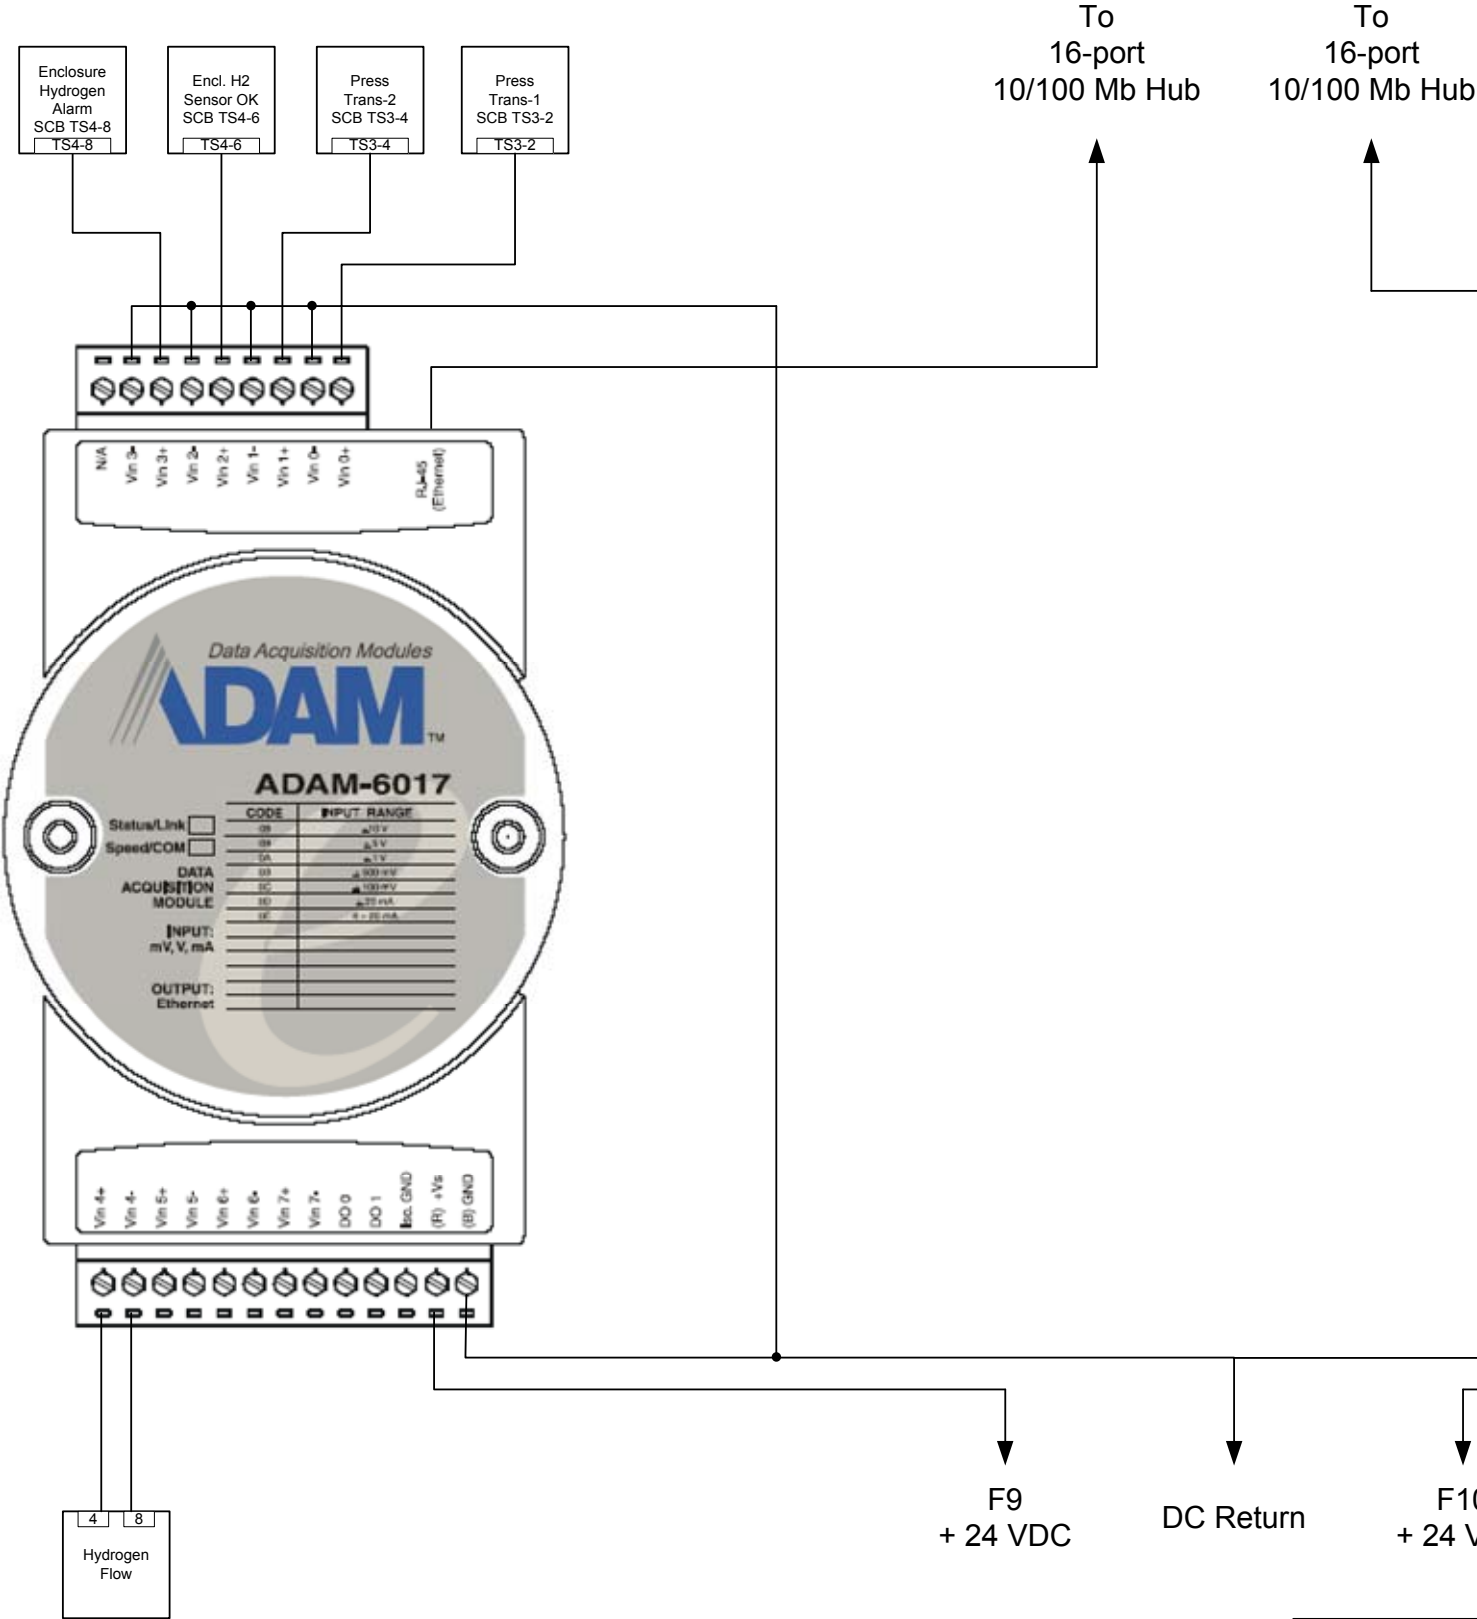 To
16-port
10/100 Mb Hub
To
16-port
10/100 Mb Hub
Enclosure
Hydrogen
Alarm
SCB TS4-8
TS4-8
Encl. H2
Sensor OK
SCB TS4-6
TS4-6
Press
Trans-2
SCB TS3-4
TS3-4
Press
Trans-1
SCB TS3-2
TS3-2
N/A
Vin 3-
Vin 3+
Vin 2-
Vin 2+
Vin 1-
Vin 1+
Vin 0-
Vin 0+
RJ-45
(Ethernet)
Data Acquisition Modules
ADAM
TM
ADAM-6017
CODE INPUT RANGE
Status/Link
Speed/COM
DATA
ACQUISITION
MODULE
INPUT:
mV, V, mA
OUTPUT:
Ethernet
Vin 4+
Vin 4-
Vin 5+
Vin 5-
Vin 6+
Vin 6-
Vin 7+
Vin 7-
DO 0
DO 1
Iso. GND
(R) +Vs
(B) GND
4
8
Hydrogen
Flow
F9
+ 24 VDC
DC Return
F10
+ 24 V